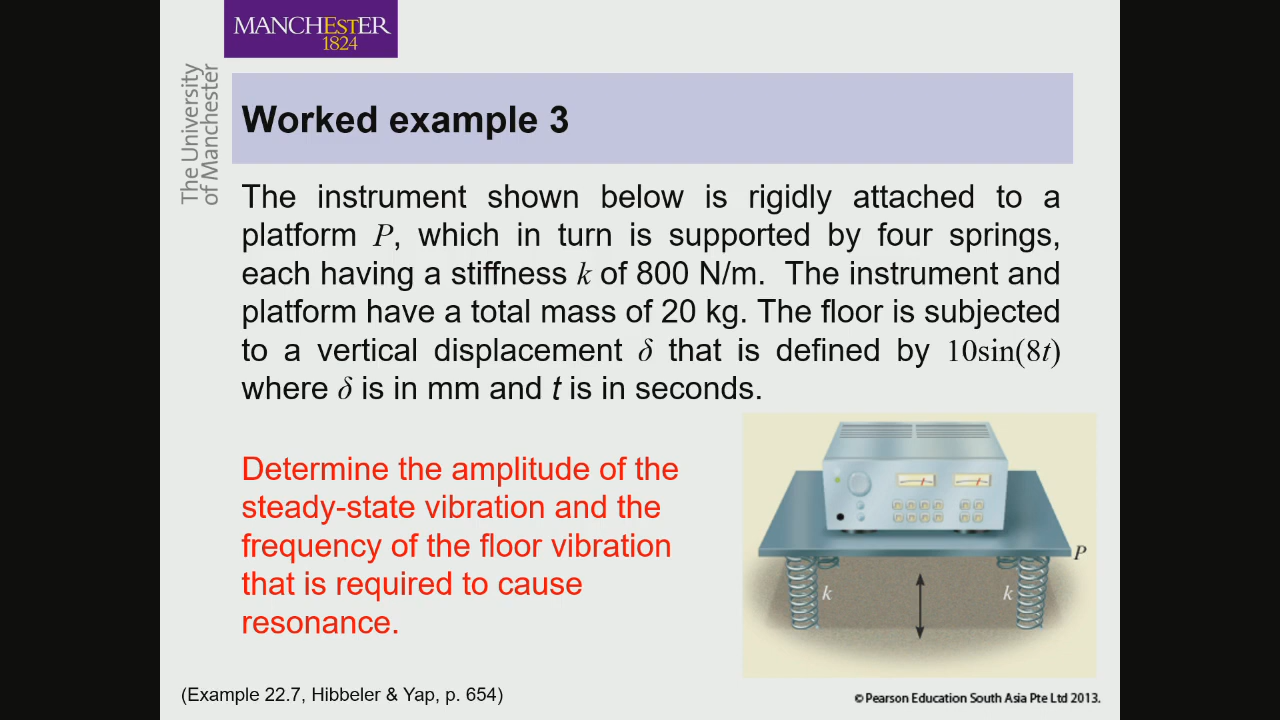 MANCHESTER
1824
The University
of Manchester
Worked example 3
The instrument shown below is rigidly attached to a
platform P, which in turn is supported by four springs,
each having a stiffness k of 800 N/m. The instrument and
platform have a total mass of 20 kg. The floor is subjected
to a vertical displacement δ that is defined by 10sin(8t)
where δ is in mm and t is in seconds.
Determine the amplitude of the
steady-state vibration and the
frequency of the floor vibration
that is required to cause
resonance.
P
k
k
(Example 22.7, Hibbeler & Yap, p. 654)
© Pearson Education South Asia Pte Ltd 2013.